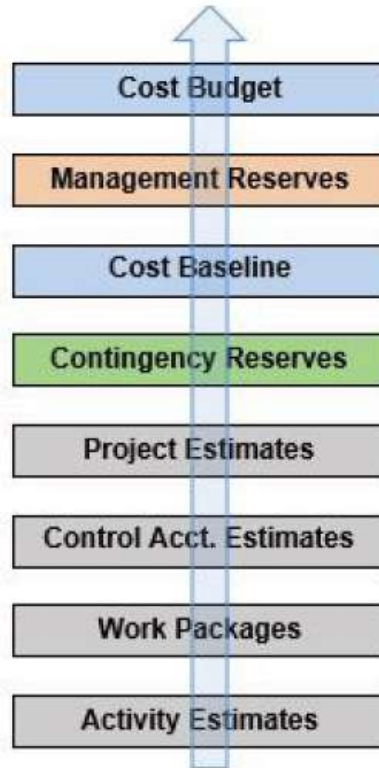 Cost Budget
Management Reserves
Cost Baseline
Contingency Reserves
Project Estimates
Control Acct. Estimates
Work Packages
Activity Estimates